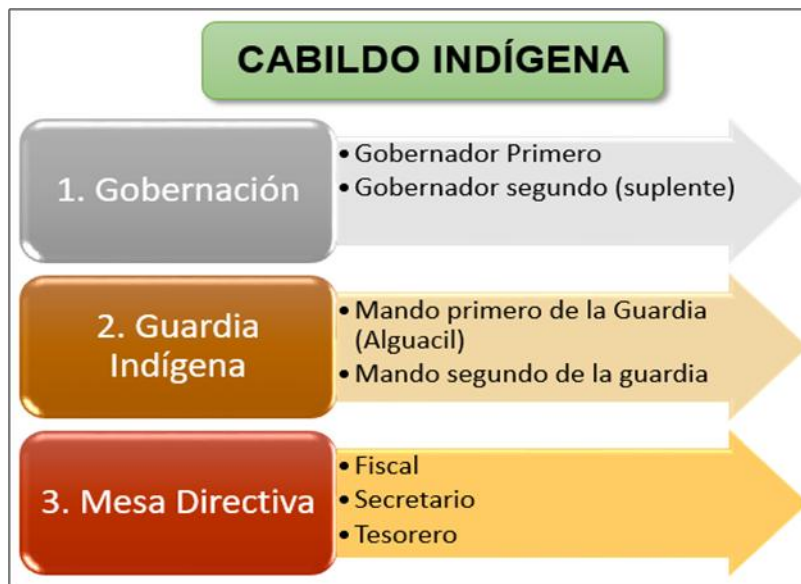 CABILDO INDÍGENA
1. Gobernación
• Gobernador Primero
• Gobernador segundo (suplente)
2. Guardia
Indígena
• Mando primero de la Guardia
(Alguacil)
• Mando segundo de la guardia
3. Mesa Directiva
• Fiscal
• Secretario
• Tesorero